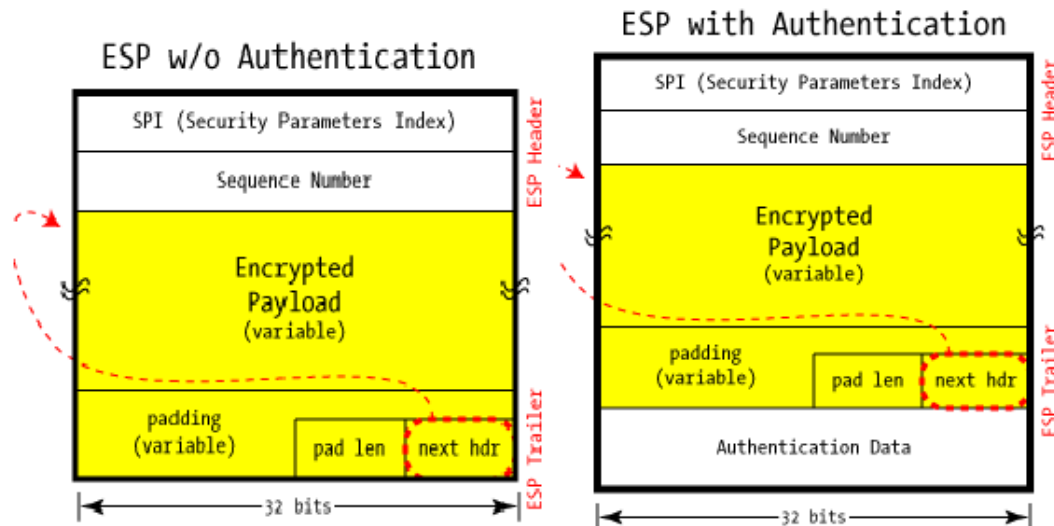 ESP w/o Authentication
SPI (Security Parameters Index)
Sequence Number
Encrypted
Payload
(variable)
padding
(variable)
pad len
next hdr
32 bits
ESP Header
ESP Trailer
ESP with Authentication
SPI (Security Parameters Index)
Sequence Number
Encrypted
Payload
(variable)
padding
(variable)
pad len
next hdr
Authentication Data
32 bits
ESP Header
ESP Trailer